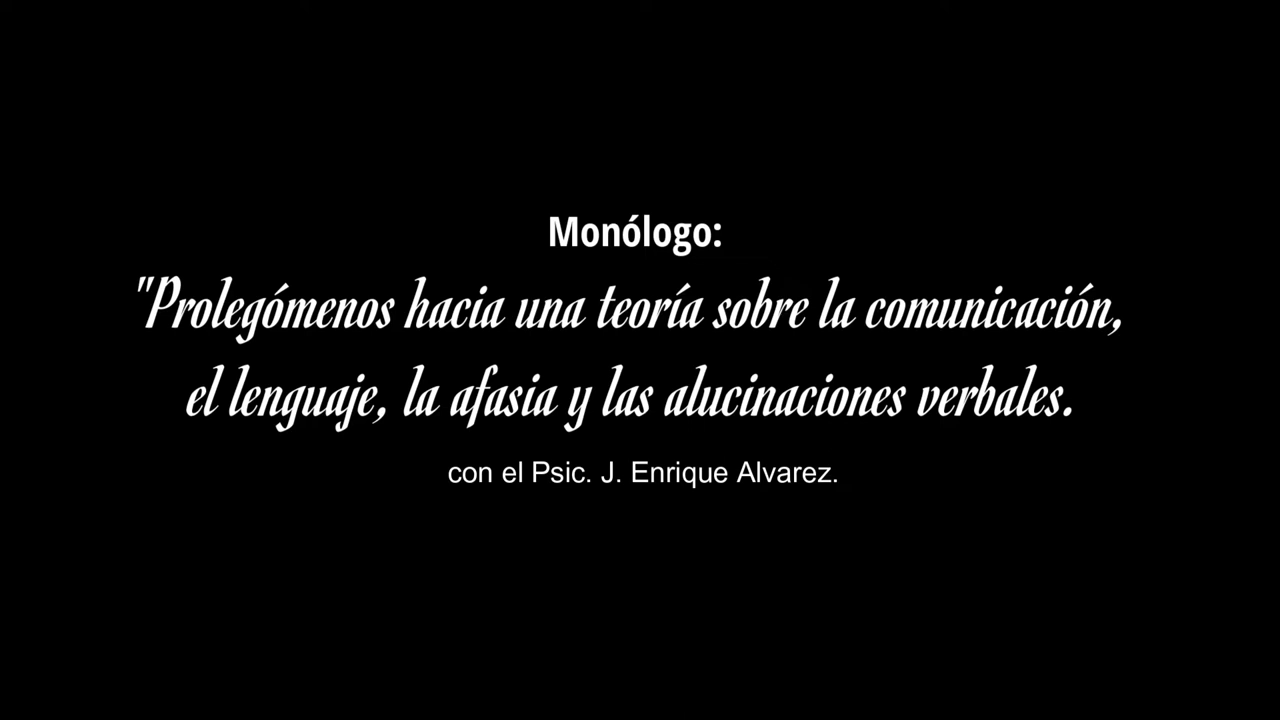 Monólogo:
"Prolegómenos hacia una teoría sobre la comunicación,
el lenguaje, la afasia y las alucinaciones verbales.
con el Psic. J. Enrique Alvarez.